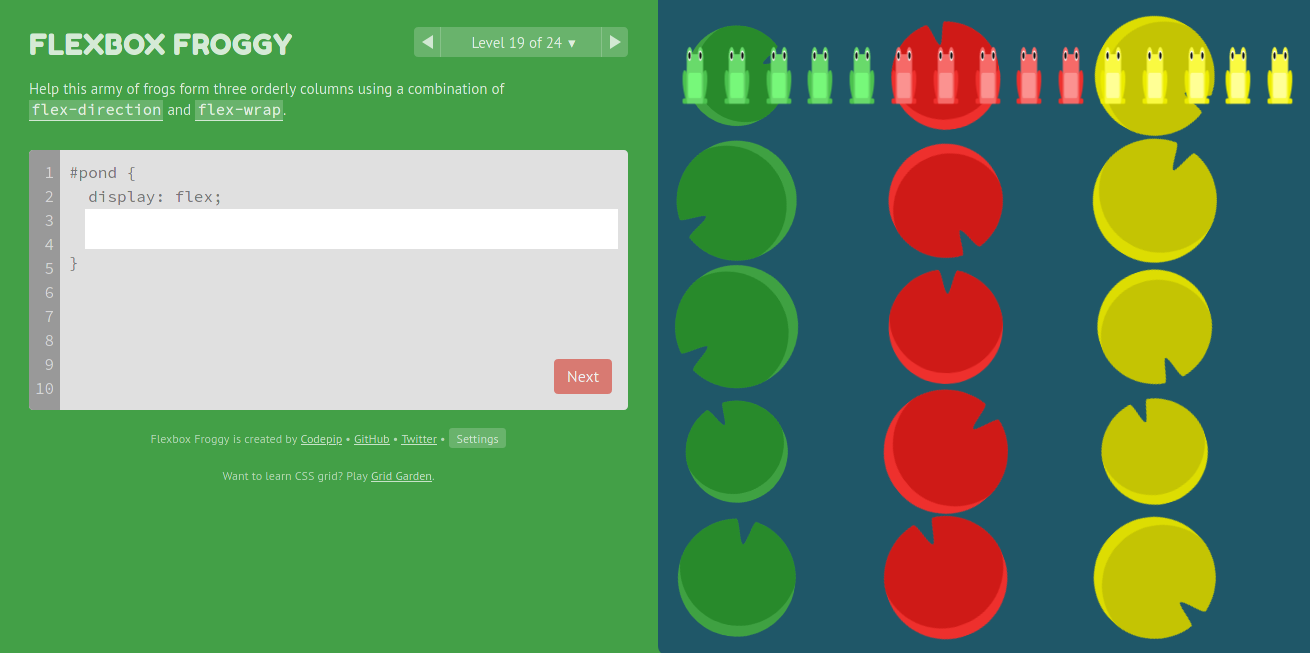 FLEXBOX FROGGY
◀ Level 19 of 24 ▾ ▶
Help this army of frogs form three orderly columns using a combination of
flex-direction and flex-wrap.
1 #pond {
2 display: flex;
3
4
5 }
6
7
8
9
10
Next
Flexbox Froggy is created by Codepip • GitHub • Twitter • Settings
Want to learn CSS grid? Play Grid Garden.